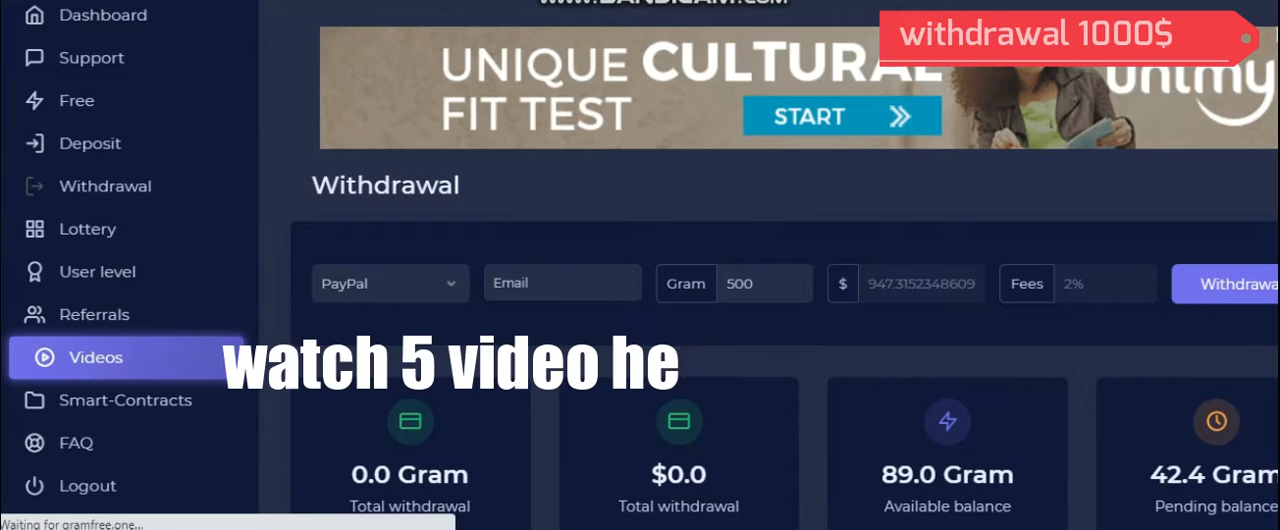 www.BANDICAM.com
withdrawal 1000$
Dashboard
Support
Free
Deposit
Withdrawal
Lottery
User level
Referrals
Videos
Smart-Contracts
FAQ
Logout
UNIQUE CULTURAL
FIT TEST
START
Withdrawal
PayPal
Email
Gram 500
$ 947.3152348609
Fees 2%
Withdrawa
watch 5 video he
0.0 Gram
Total withdrawal
$0.0
Total withdrawal
89.0 Gram
Available balance
42.4 Gram
Pending balance
Waiting for gramfree.one...